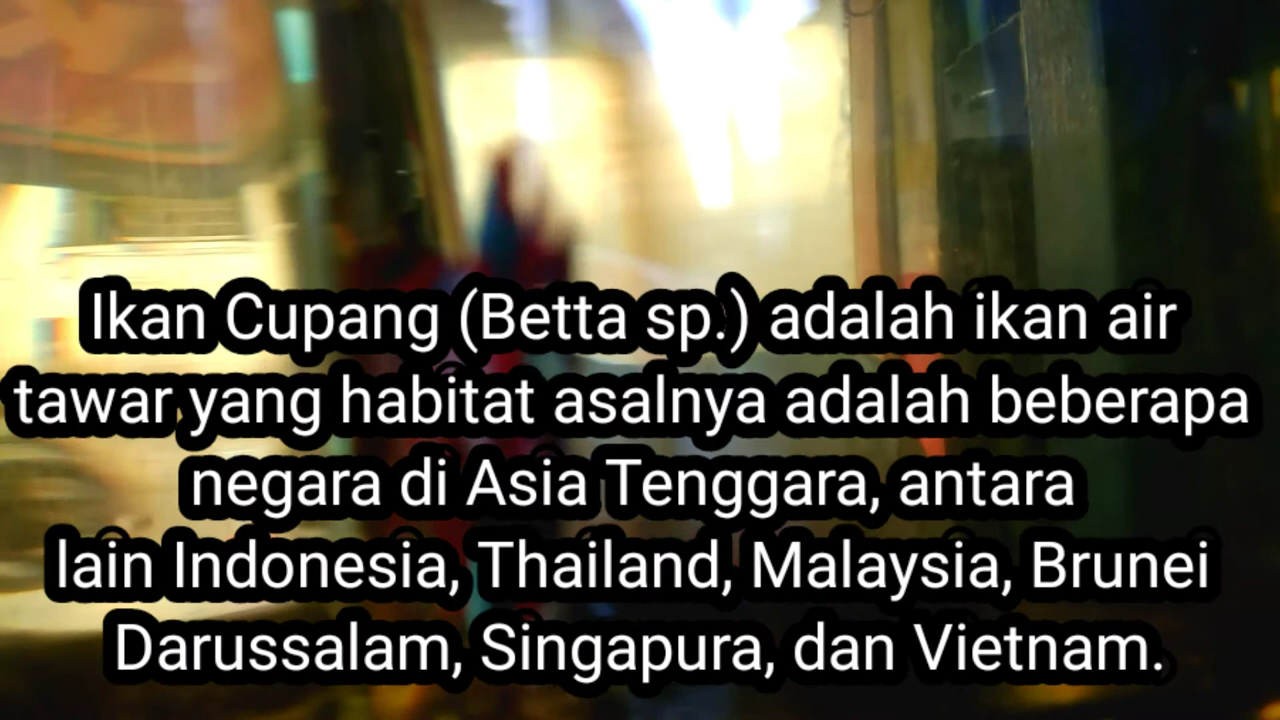 Ikan Cupang (Betta sp.) adalah ikan air
tawar yang habitat asalnya adalah beberapa
negara di Asia Tenggara, antara
lain Indonesia, Thailand, Malaysia, Brunei
Darussalam, Singapura, dan Vietnam.